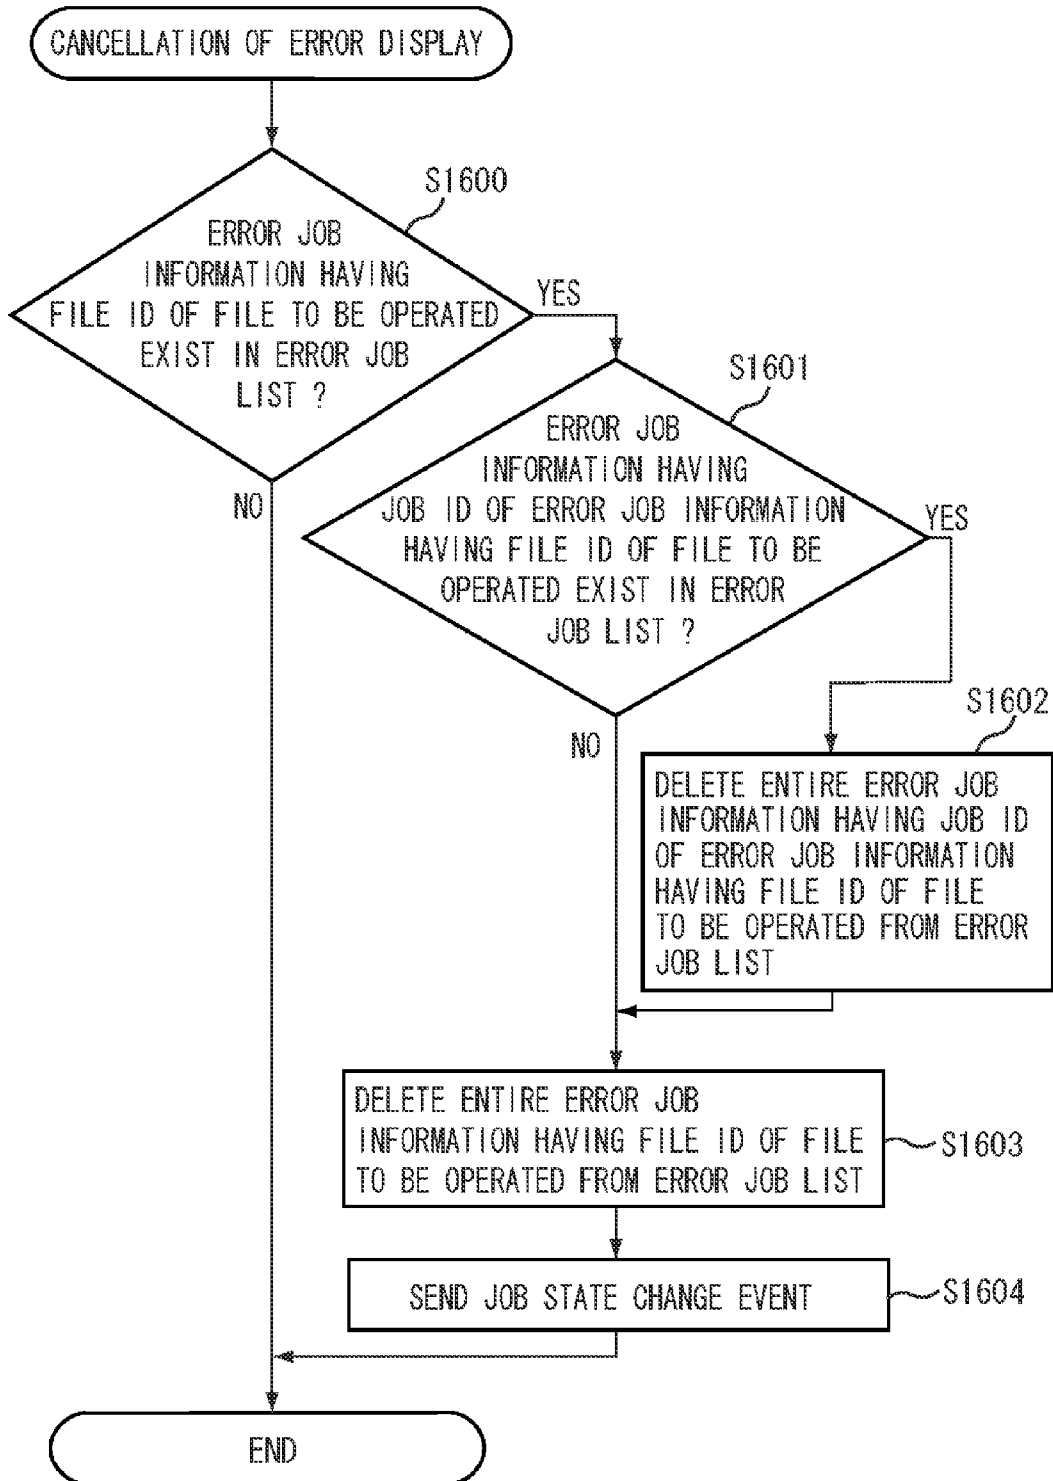 CANCELLATION OF ERROR DISPLAY
S1600
ERROR JOB
INFORMATION HAVING
FILE ID OF FILE TO BE OPERATED
EXIST IN ERROR JOB
LIST ?
YES
NO
S1601
ERROR JOB
INFORMATION HAVING
JOB ID OF ERROR JOB INFORMATION
HAVING FILE ID OF FILE TO BE
OPERATED EXIST IN ERROR
JOB LIST ?
YES
NO
S1602
DELETE ENTIRE ERROR JOB
INFORMATION HAVING JOB ID
OF ERROR JOB INFORMATION
HAVING FILE ID OF FILE
TO BE OPERATED FROM ERROR
JOB LIST
DELETE ENTIRE ERROR JOB
INFORMATION HAVING FILE ID OF FILE
TO BE OPERATED FROM ERROR JOB LIST
S1603
SEND JOB STATE CHANGE EVENT
S1604
END